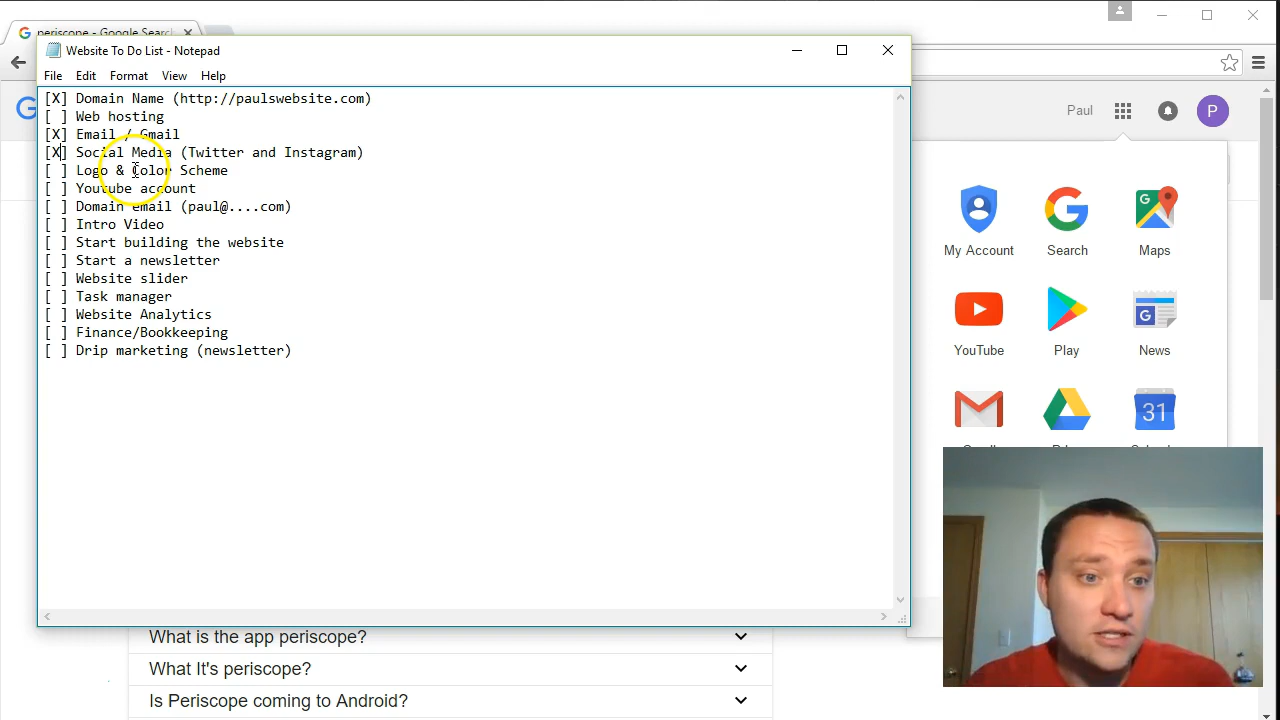 periscope - Google Search
Website To Do List - Notepad
File Edit Format View Help
[X] Domain Name (http://paulswebsite.com)
[ ] Web hosting
[X] Email / Gmail
[X] Social Media (Twitter and Instagram)
[ ] Logo & Color Scheme
[ ] Youtube account
[ ] Domain email (paul@....com)
[ ] Intro Video
[ ] Start building the website
[ ] Start a newsletter
[ ] Website slider
[ ] Task manager
[ ] Website Analytics
[ ] Finance/Bookkeeping
[ ] Drip marketing (newsletter)
Paul
P
My Account Search Maps
YouTube Play News
31
What is the app periscope?
What It's periscope?
Is Periscope coming to Android?